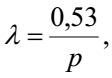 λ = 0,53 / p,